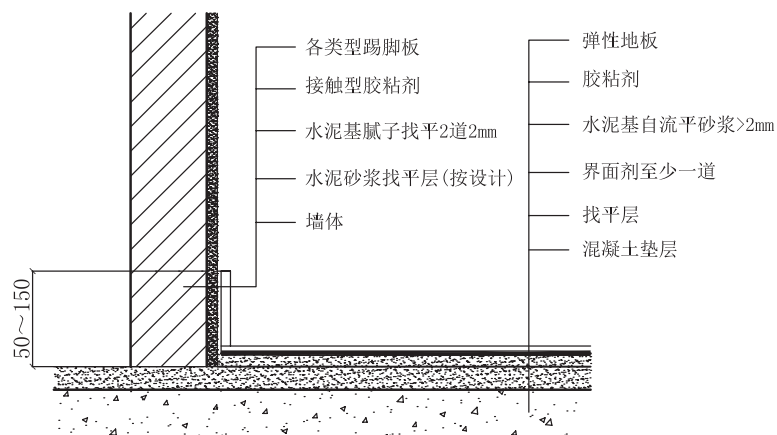 各类型踢脚板
接触型胶粘剂
水泥基腻子找平2道2mm
水泥砂浆找平层(按设计)
墙体
弹性地板
胶粘剂
水泥基自流平砂浆>2mm
界面剂至少一道
找平层
混凝土垫层
50～150